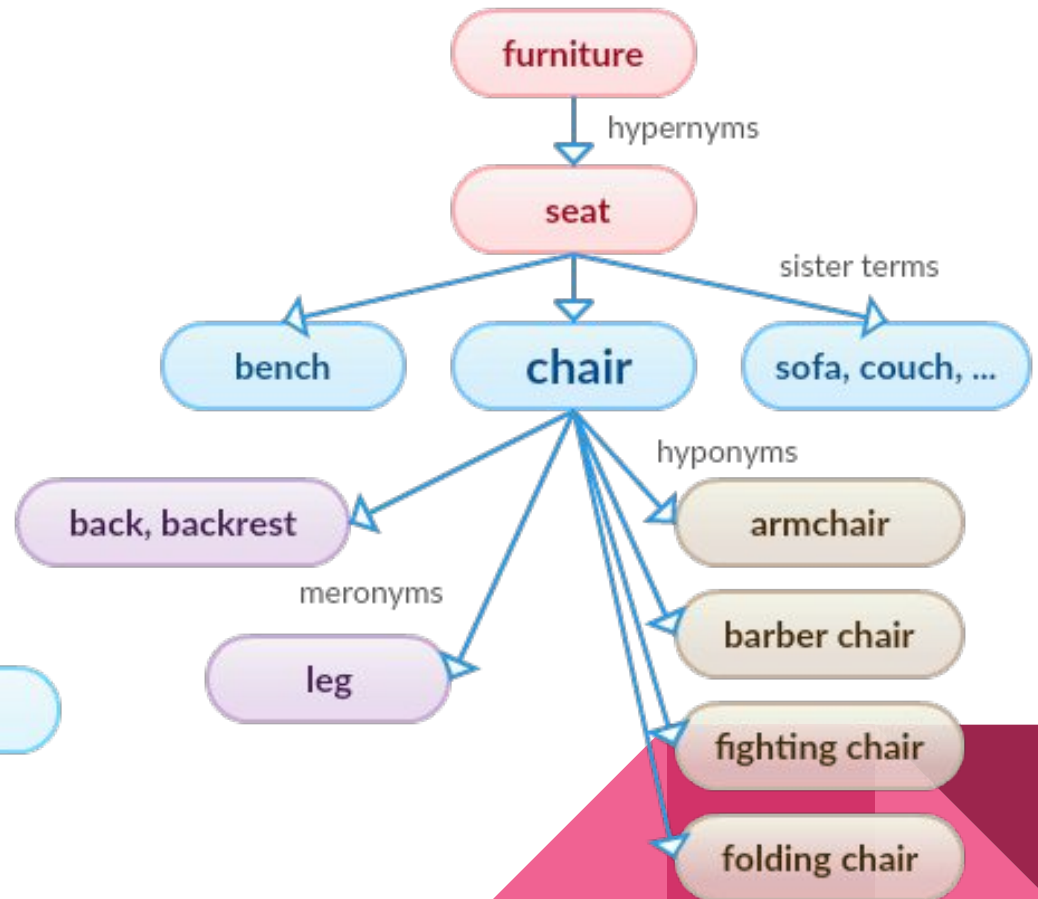 furniture
hypernyms
seat
sister terms
bench
chair
sofa, couch, ...
hyponyms
back, backrest
armchair
meronyms
barber chair
leg
fighting chair
folding chair